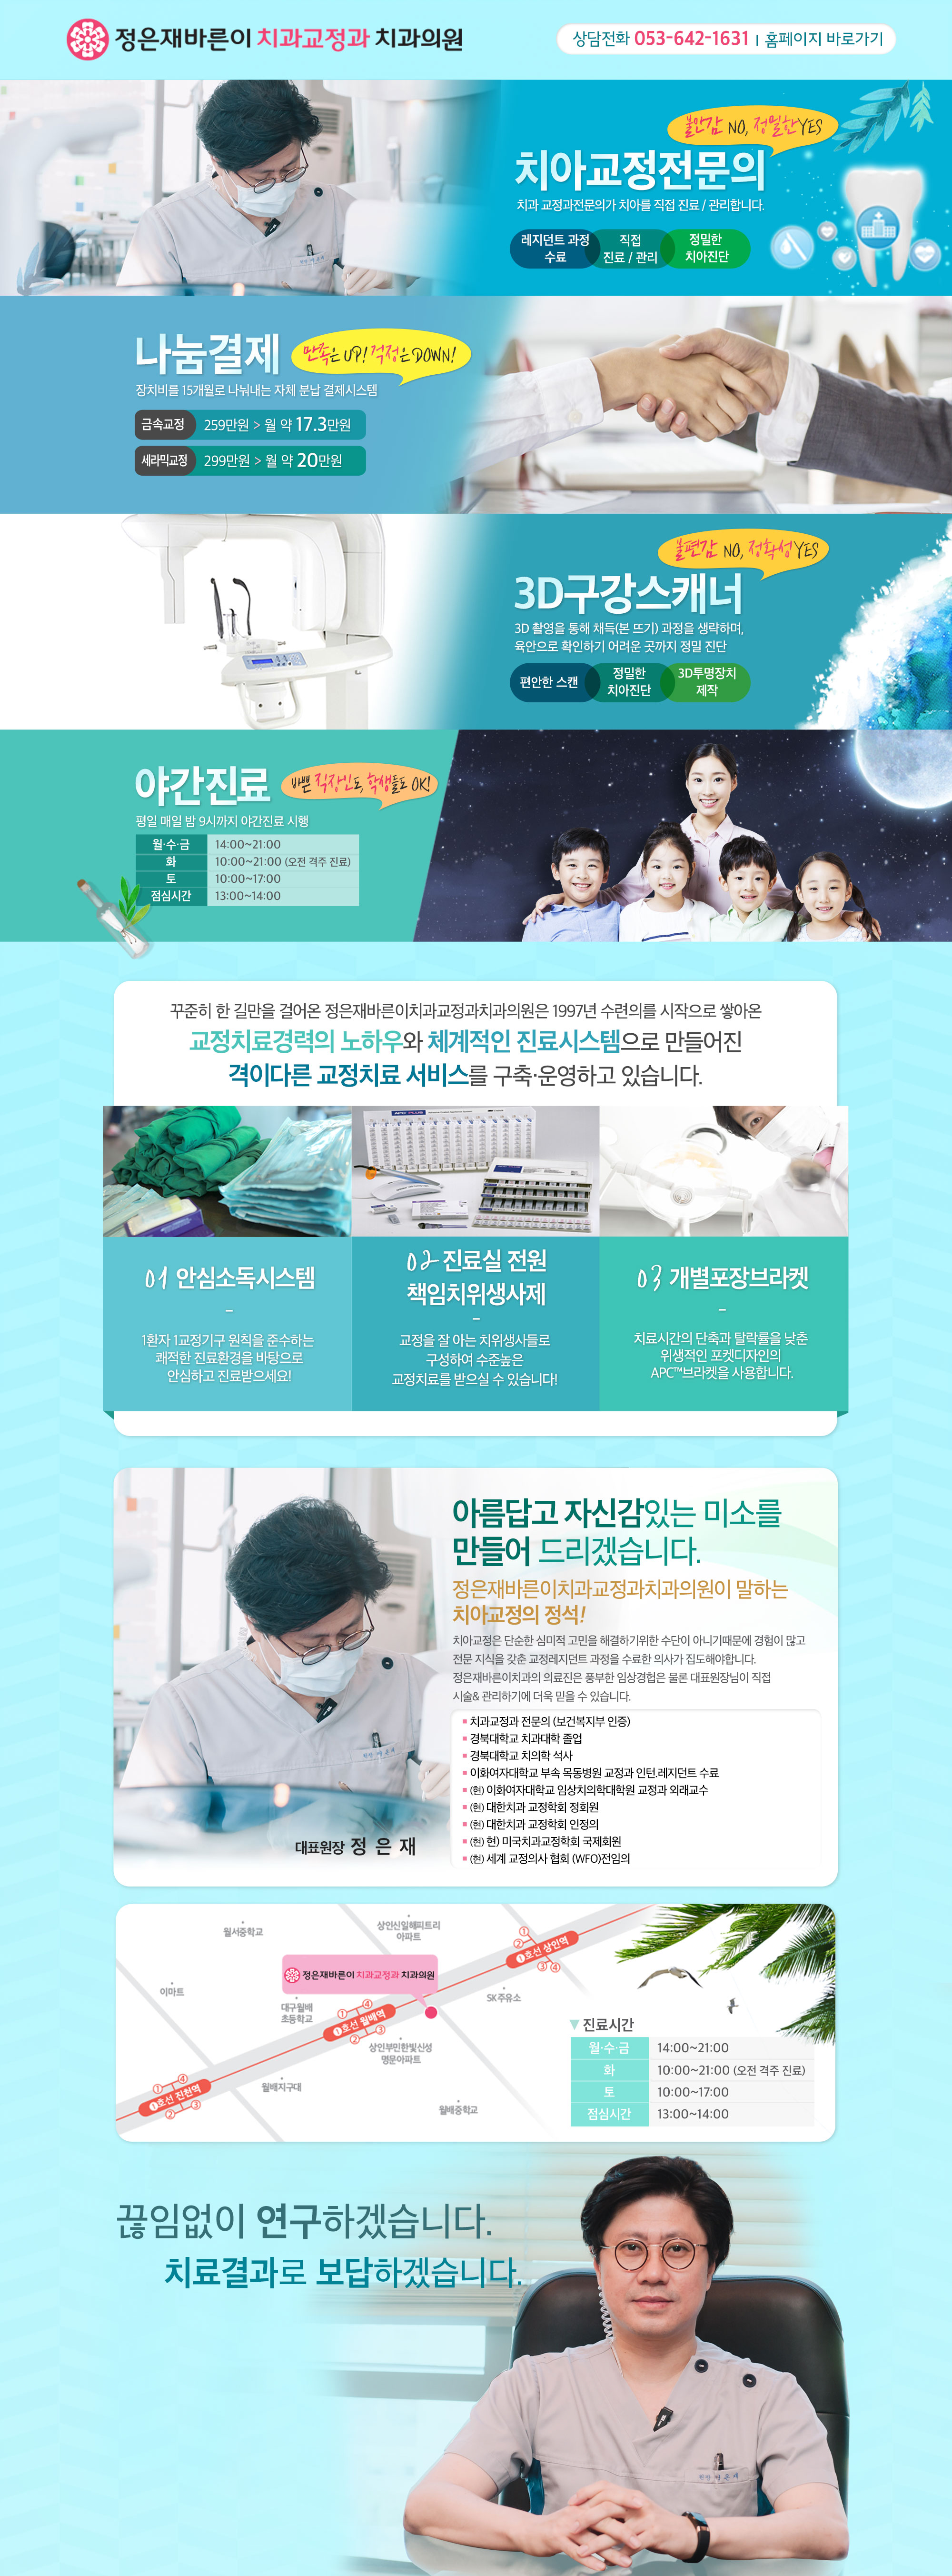 정은재바른이 치과교정과 치과의원
상담전화 053-642-1631 | 홈페이지 바로가기
불안감 NO, 정밀한YES
치아교정전문의
치과 교정과전문의가 치아를 직접 진료 / 관리합니다.
레지던트 과정
수료
직접
진료 / 관리
정밀한
치아진단
나눔결제
만족은 UP! 걱정은 DOWN!
장치비를 15개월로 나눠내는 자체 분납 결제시스템
금속교정 259만원 > 월 약 17.3만원
세라믹교정 299만원 > 월 약 20만원
불편감 NO, 정확성YES
3D구강스캐너
3D 촬영을 통해 채득(본 뜨기) 과정을 생략하며,
육안으로 확인하기 어려운 곳까지 정밀 진단
편안한 스캔
정밀한
치아진단
3D투명장치
제작
야간진료
바쁜 직장인도, 학생들도 OK!
평일 매일 밤 9시까지 야간진료 시행
월·수·금 14:00~21:00
화 10:00~21:00 (오전 격주 진료)
토 10:00~17:00
점심시간 13:00~14:00
꾸준히 한 길만을 걸어온 정은재바른이치과교정과치과의원은 1997년 수련의를 시작으로 쌓아온
교정치료경력의 노하우와 체계적인 진료시스템으로 만들어진
격이다른 교정치료 서비스를 구축·운영하고 있습니다.
01 안심소독시스템
1환자 1교정기구 원칙을 준수하는
쾌적한 진료환경을 바탕으로
안심하고 진료받으세요!
02 진료실 전원
책임치위생사제
교정을 잘 아는 치위생사들로
구성하여 수준높은
교정치료를 받으실 수 있습니다!
03 개별포장브라켓
치료시간의 단축과 탈락률을 낮춘
위생적인 포켓디자인의
APC™브라켓을 사용합니다.
아름답고 자신감있는 미소를
만들어 드리겠습니다.
정은재바른이치과교정과치과의원이 말하는
치아교정의 정석!
치아교정은 단순한 심미적 고민을 해결하기위한 수단이 아니기때문에 경험이 많고
전문 지식을 갖춘 교정레지던트 과정을 수료한 의사가 집도해야합니다.
정은재바른이치과의 의료진은 풍부한 임상경험은 물론 대표원장님이 직접
시술& 관리하기에 더욱 믿을 수 있습니다.
치과교정과 전문의 (보건복지부 인증)
경북대학교 치과대학 졸업
경북대학교 치의학 석사
이화여자대학교 부속 목동병원 교정과 인턴.레지던트 수료
(현) 이화여자대학교 임상치의학대학원 교정과 외래교수
(현) 대한치과 교정학회 정회원
(현) 대한치과 교정학회 인정의
(현) 현) 미국치과교정학회 국제회원
(현) 세계 교정의사 협회 (WFO)전임의
대표원장 정 은 재
월서중학교
상인신일해피트리
아파트
① ② ③ ④
❶호선 상인역
정은재바른이 치과교정과 치과의원
이마트
대구월배
초등학교
SK주유소
① ② ③ ④
❶호선 월배역
상인부민한빛신성
명문아파트
① ② ③ ④
❶호선 진천역
월배지구대
월배중학교
▼ 진료시간
월·수·금 14:00~21:00
화 10:00~21:00 (오전 격주 진료)
토 10:00~17:00
점심시간 13:00~14:00
끊임없이 연구하겠습니다.
치료결과로 보답하겠습니다.